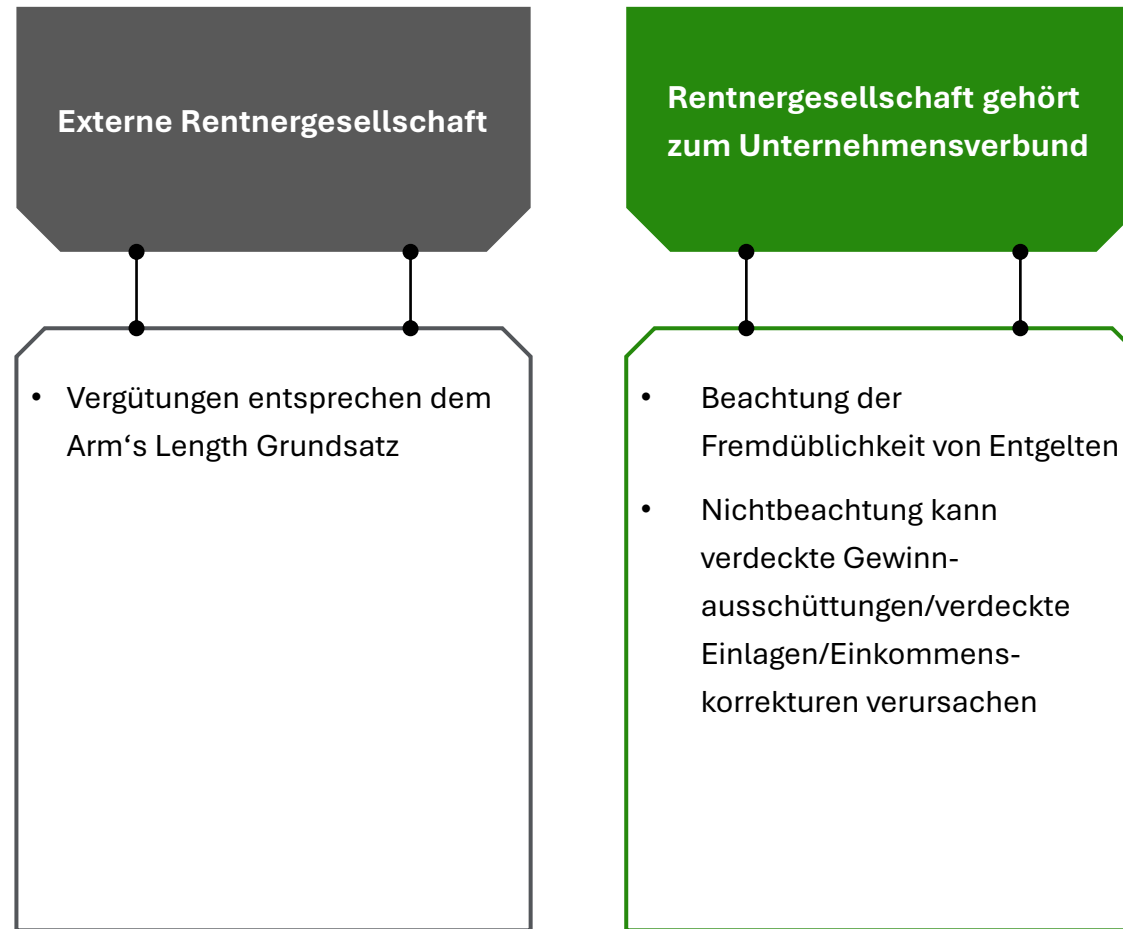 Externe Rentnergesellschaft
Rentnergesellschaft gehört
zum Unternehmensverbund
• Vergütungen entsprechen dem
Arm‘s Length Grundsatz
• Beachtung der
Fremdüblichkeit von Entgelten
• Nichtbeachtung kann
verdeckte Gewinn-
ausschüttungen/verdeckte
Einlagen/Einkommens-
korrekturen verursachen